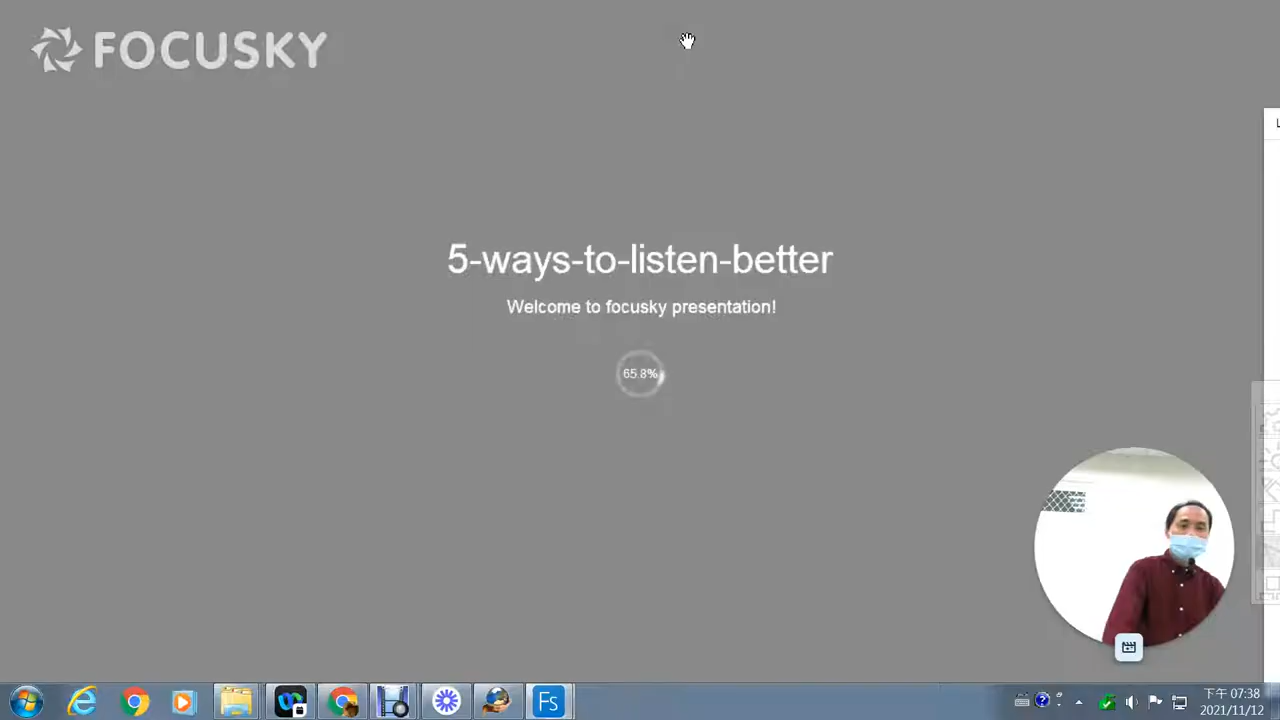 FOCUSKY
5-ways-to-listen-better
Welcome to focusky presentation!
65.8%
Fs
下午 07:38
2021/11/12